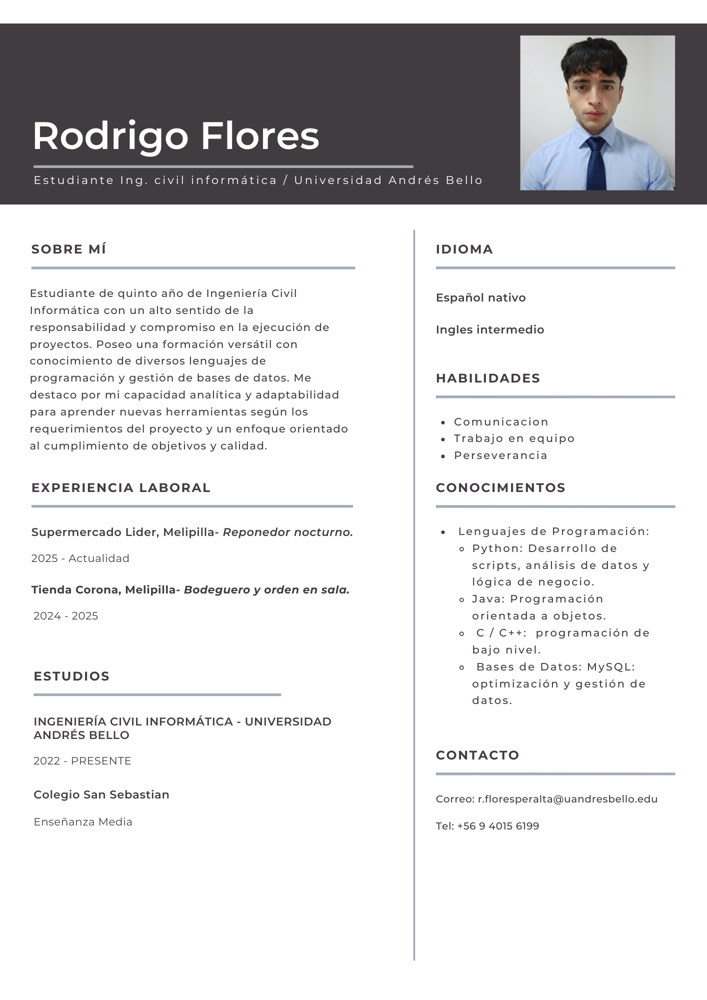 Rodrigo Flores
Estudiante Ing. civil informática / Universidad Andrés Bello
SOBRE MÍ
Estudiante de quinto año de Ingeniería Civil
Informática con un alto sentido de la
responsabilidad y compromiso en la ejecución de
proyectos. Poseo una formación versátil con
conocimiento de diversos lenguajes de
programación y gestión de bases de datos. Me
destaco por mi capacidad analítica y adaptabilidad
para aprender nuevas herramientas según los
requerimientos del proyecto y un enfoque orientado
al cumplimiento de objetivos y calidad.
EXPERIENCIA LABORAL
Supermercado Lider, Melipilla- Reponedor nocturno.
2025 - Actualidad
Tienda Corona, Melipilla- Bodeguero y orden en sala.
2024 - 2025
ESTUDIOS
INGENIERÍA CIVIL INFORMÁTICA - UNIVERSIDAD
ANDRÉS BELLO
2022 - PRESENTE
Colegio San Sebastian
Enseñanza Media
IDIOMA
Español nativo
Ingles intermedio
HABILIDADES
• Comunicacion
• Trabajo en equipo
• Perseverancia
CONOCIMIENTOS
• Lenguajes de Programación:
◦ Python: Desarrollo de
scripts, análisis de datos y
lógica de negocio.
◦ Java: Programación
orientada a objetos.
◦ C / C++: programación de
bajo nivel.
◦ Bases de Datos: MySQL:
optimización y gestión de
datos.
CONTACTO
Correo: r.floresperalta@uandresbello.edu
Tel: +56 9 4015 6199